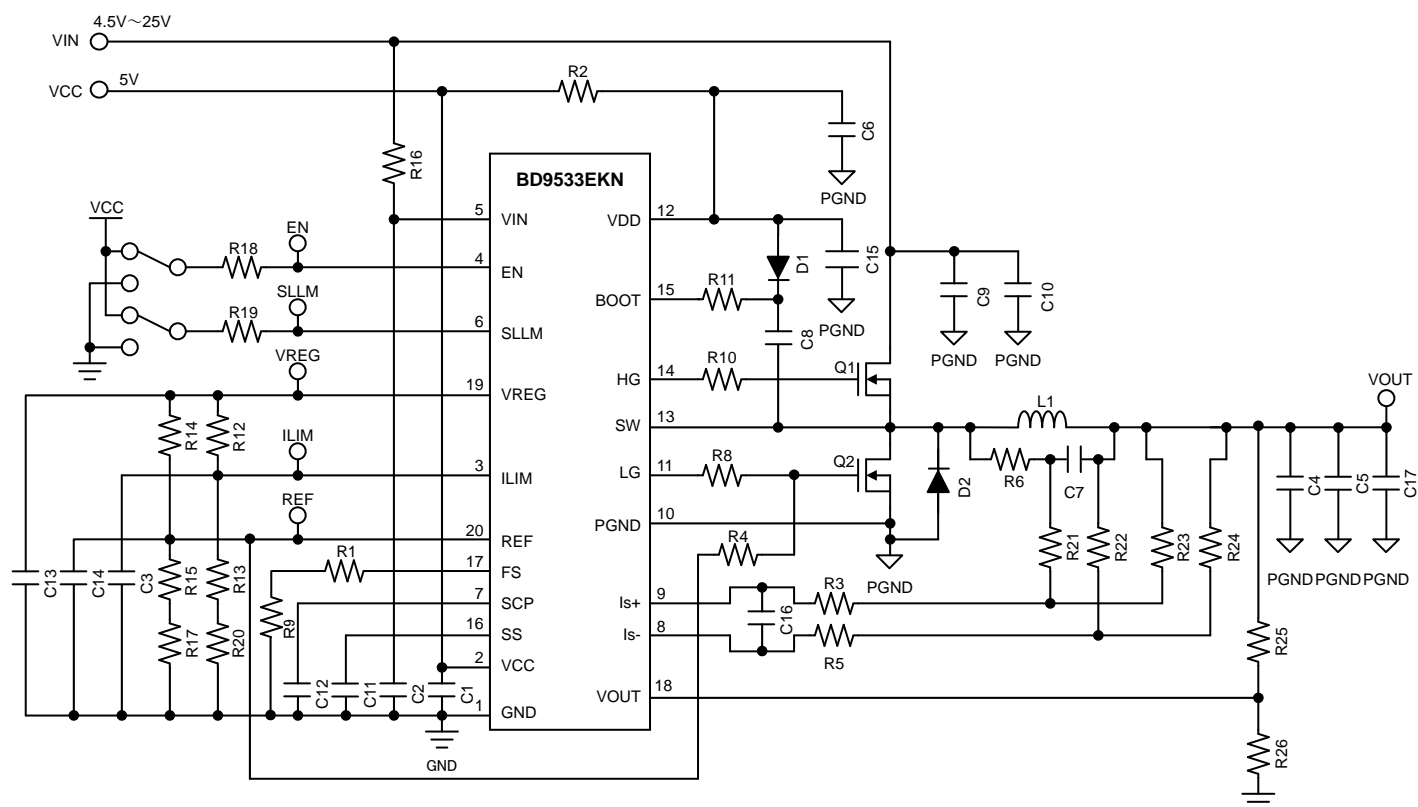 4.5V～25V
VIN
VCC
5V
R2
C6
PGND
R16
BD9533EKN
VCC
EN
R18
5
VIN
VDD
12
4
EN
D1
C15
PGND
SLLM
R19
6
SLLM
BOOT
15
R11
C8
C9
C10
PGND
PGND
VREG
19
VREG
HG
14
R10
Q1
R14
R12
SW
13
L1
VOUT
ILIM
3
ILIM
LG
11
R8
Q2
D2
R6
C7
C4
C5
C17
REF
20
REF
PGND
10
R4
PGND
R21
R22
R23
R24
PGND
PGND
PGND
C13
C14
C3
R15
R13
R1
17
FS
R9
7
SCP
Is+
9
C16
R3
R17
R20
16
SS
Is-
8
R5
R25
2
VCC
C12
C11
C2
C1
VOUT
18
1
GND
GND
R26